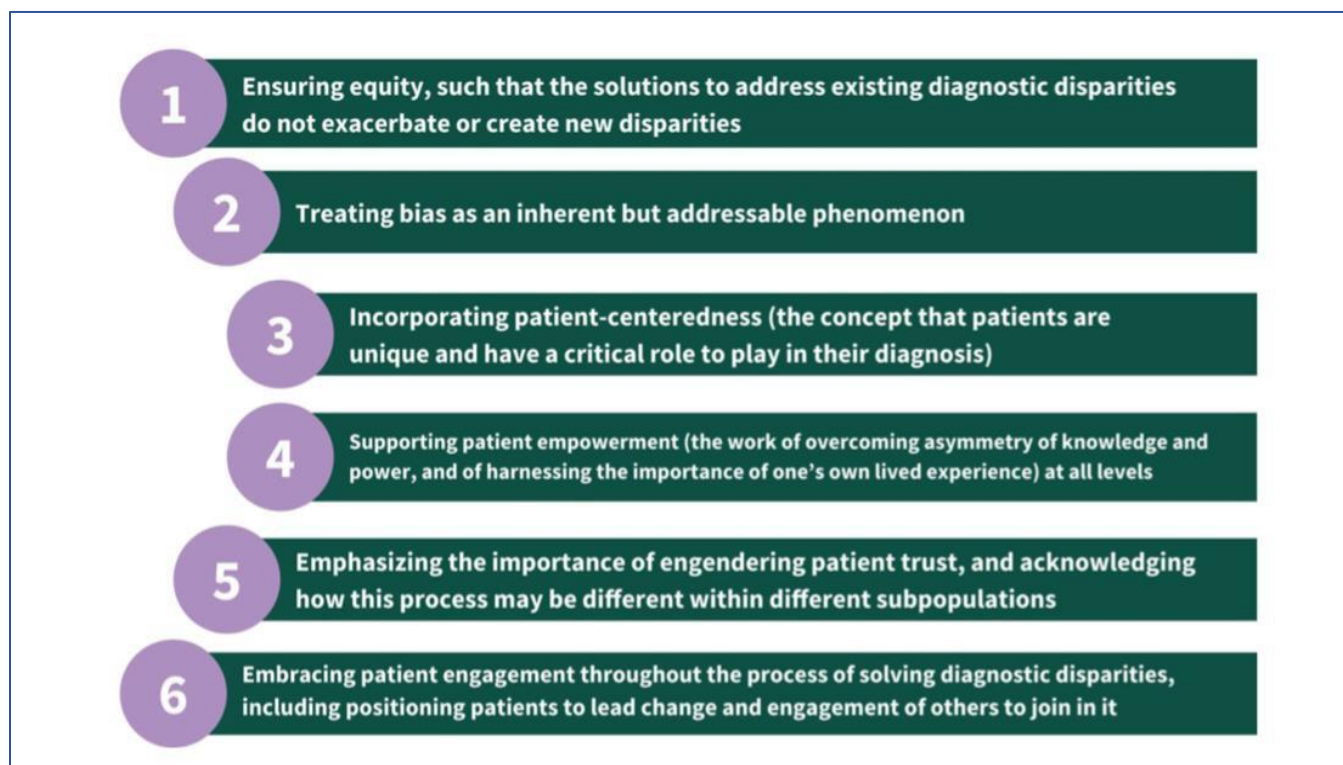 1
Ensuring equity, such that the solutions to address existing diagnostic disparities
do not exacerbate or create new disparities
2
Treating bias as an inherent but addressable phenomenon
3
Incorporating patient-centeredness (the concept that patients are
unique and have a critical role to play in their diagnosis)
4
Supporting patient empowerment (the work of overcoming asymmetry of knowledge and
power, and of harnessing the importance of one’s own lived experience) at all levels
5
Emphasizing the importance of engendering patient trust, and acknowledging
how this process may be different within different subpopulations
6
Embracing patient engagement throughout the process of solving diagnostic disparities,
including positioning patients to lead change and engagement of others to join in it